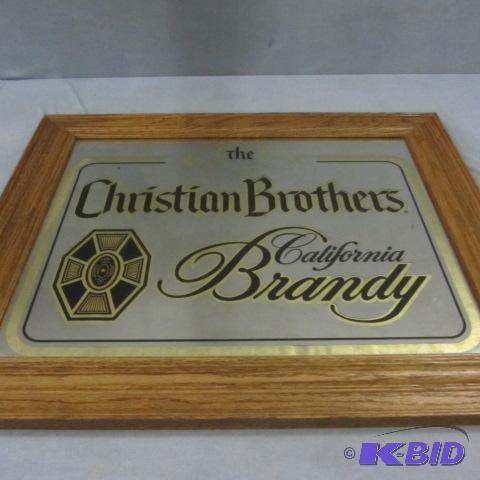 the
Christian Brothers.
California
Brandy
© K-BID